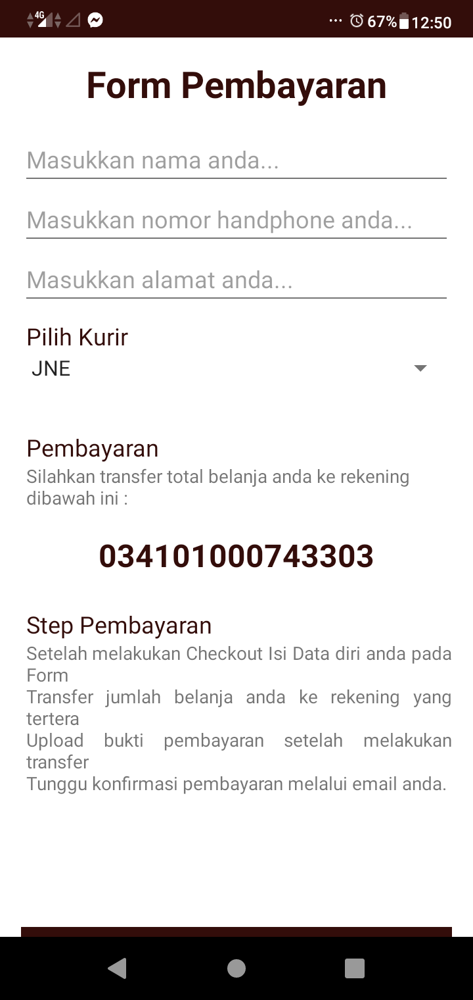 4G
67%
12:50
Form Pembayaran
Masukkan nama anda...
Masukkan nomor handphone anda...
Masukkan alamat anda...
Pilih Kurir
JNE
Pembayaran
Silahkan transfer total belanja anda ke rekening
dibawah ini :
034101000743303
Step Pembayaran
Setelah melakukan Checkout Isi Data diri anda pada
Form
Transfer jumlah belanja anda ke rekening yang
tertera
Upload bukti pembayaran setelah melakukan
transfer
Tunggu konfirmasi pembayaran melalui email anda.